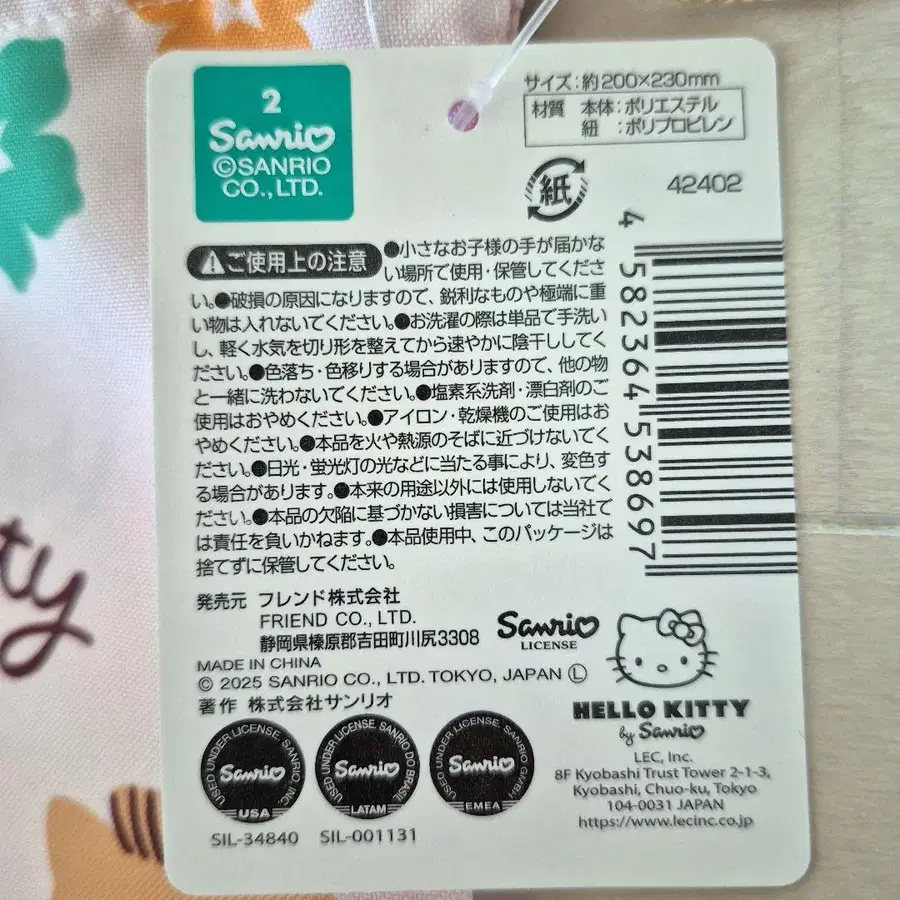 2
Sanrio
©SANRIO
CO., LTD.
サイズ：約200×230mm
材質　本体：ポリエステル
紐　：ポリプロピレン
紙
42402
4 582364 538697
ご使用上の注意
●小さなお子様の手が届かな
い場所で使用・保管してくださ
い。●破損の原因になりますので、鋭利なものや極端に重
い物は入れないでください。●お洗濯の際は単品で手洗い
し、軽く水気を切り形を整えてから速やかに陰干ししてく
ださい。●色落ち・色移りする場合がありますので、他の物
と一緒に洗わないでください。●塩素系洗剤・漂白剤のご
使用はおやめください。●アイロン・乾燥機のご使用はお
やめください。●本品を火や熱源のそばに近づけないでく
ださい。●日光・蛍光灯の光などに当たる事により、変色す
る場合があります。●本来の用途以外には使用しないでく
ださい。●本品の欠陥に基づかない損害については当社で
は責任を負いかねます。●本品使用中、このパッケージは
捨てずに保管してください。
発売元　フレンド株式会社
FRIEND CO., LTD.
静岡県榛原郡吉田町川尻3308
MADE IN CHINA
© 2025 SANRIO CO., LTD. TOKYO, JAPAN Ⓛ
著作　株式会社サンリオ
Sanrio
LICENSE
HELLO KITTY
by Sanrio
LEC, Inc.
8F Kyobashi Trust Tower 2-1-3,
Kyobashi, Chuo-ku, Tokyo
104-0031 JAPAN
https://www.lecinc.co.jp
USED UNDER LICENSE. SANRIO INC.
Sanrio
USA
SIL-34840
USED UNDER LICENSE. SANRIO DO BRASIL
Sanrio
LATAM
SIL-001131
USED UNDER LICENSE. SANRIO GMBH
Sanrio
EMEA
tty